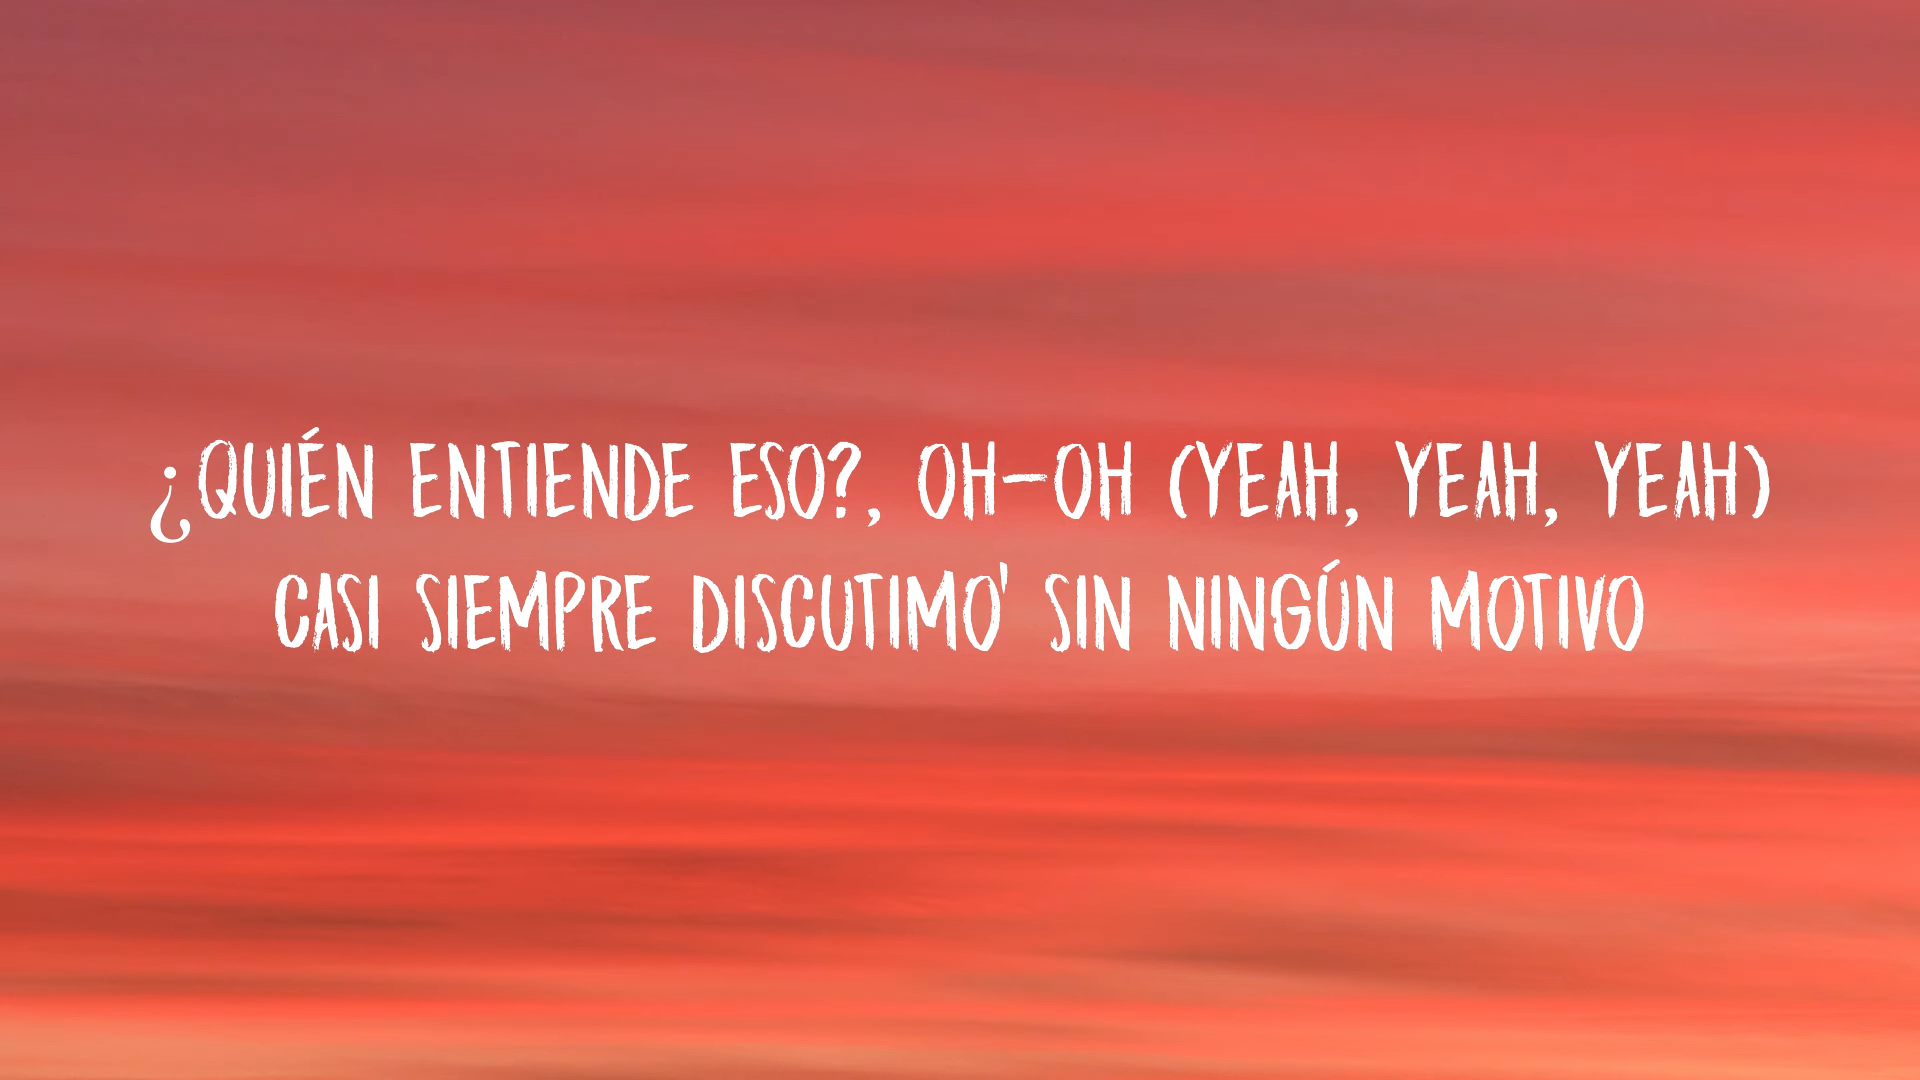 ¿QUIÉN ENTIENDE ESO?, OH-OH (YEAH, YEAH, YEAH)
CASI SIEMPRE DISCUTIMO' SIN NINGÚN MOTIVO